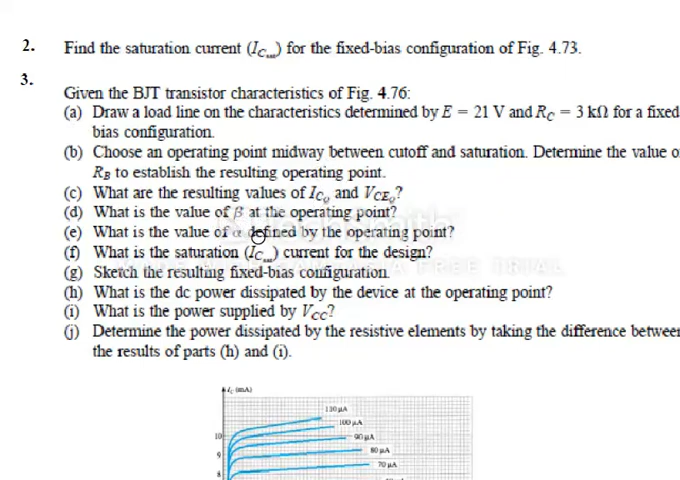 2. Find the saturation current (I_Csat) for the fixed-bias configuration of Fig. 4.73.
3.
Given the BJT transistor characteristics of Fig. 4.76:
(a) Draw a load line on the characteristics determined by E = 21 V and R_C = 3 kΩ for a fixed
bias configuration.
(b) Choose an operating point midway between cutoff and saturation. Determine the value o
R_B to establish the resulting operating point.
(c) What are the resulting values of I_CQ and V_CEQ?
(d) What is the value of β at the operating point?
(e) What is the value of α defined by the operating point?
(f) What is the saturation (I_Csat) current for the design?
(g) Sketch the resulting fixed-bias configuration.
(h) What is the dc power dissipated by the device at the operating point?
(i) What is the power supplied by V_CC?
(j) Determine the power dissipated by the resistive elements by taking the difference between
the results of parts (h) and (i).
I_C (mA)
110 µA
100 µA
10
90 µA
9
80 µA
70 µA
8